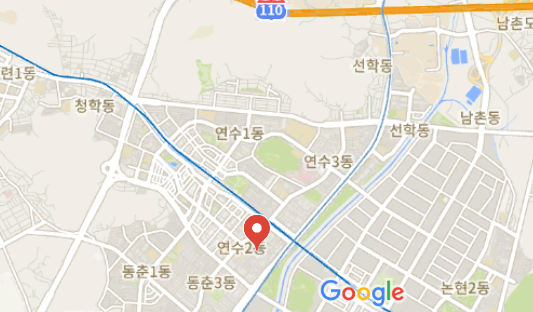 110
남촌도
선학동
련1동
청학동
연수1동
선학동
남촌동
연수3동
연수2동
동춘1동
동춘3동
Google
논현2동